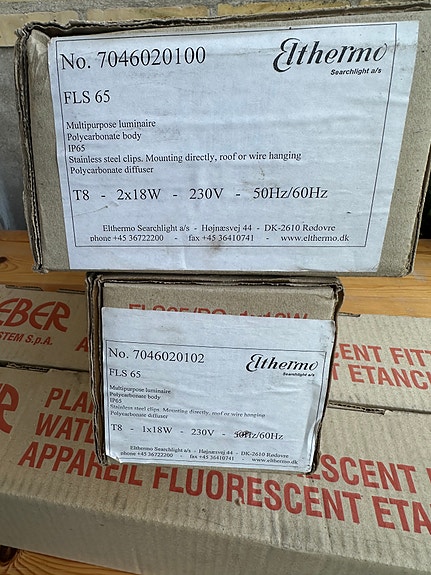 No. 7046020100
Elthermo
Searchlight a/s
FLS 65
Multipurpose luminaire
Polycarbonate body
IP65
Stainless steel clips. Mounting directly, roof or wire hanging
Polycarbonate diffuser
T8 - 2x18W - 230V - 50Hz/60Hz
Elthermo Searchlight a/s - Højnæsvej 44 - DK-2610 Rødovre
phone +45 36722200 - fax +45 36410741 - www.elthermo.dk
No. 7046020102
Elthermo
Searchlight a/s
FLS 65
Multipurpose luminaire
Polycarbonate body
IP65
Stainless steel clips. Mounting directly, roof or wire hanging
Polycarbonate diffuser
T8 - 1x18W - 230V - 50Hz/60Hz
Elthermo Searchlight a/s - Højnæsvej 44 - DK-2610 Rødovre
phone +45 36722200 - fax +45 36410741 - www.elthermo.dk
EBER
STEM S.p.A.
CENT FITT
ETANC
PLA
WATE
SCENT
APPAREIL FLUORESCENT ETA